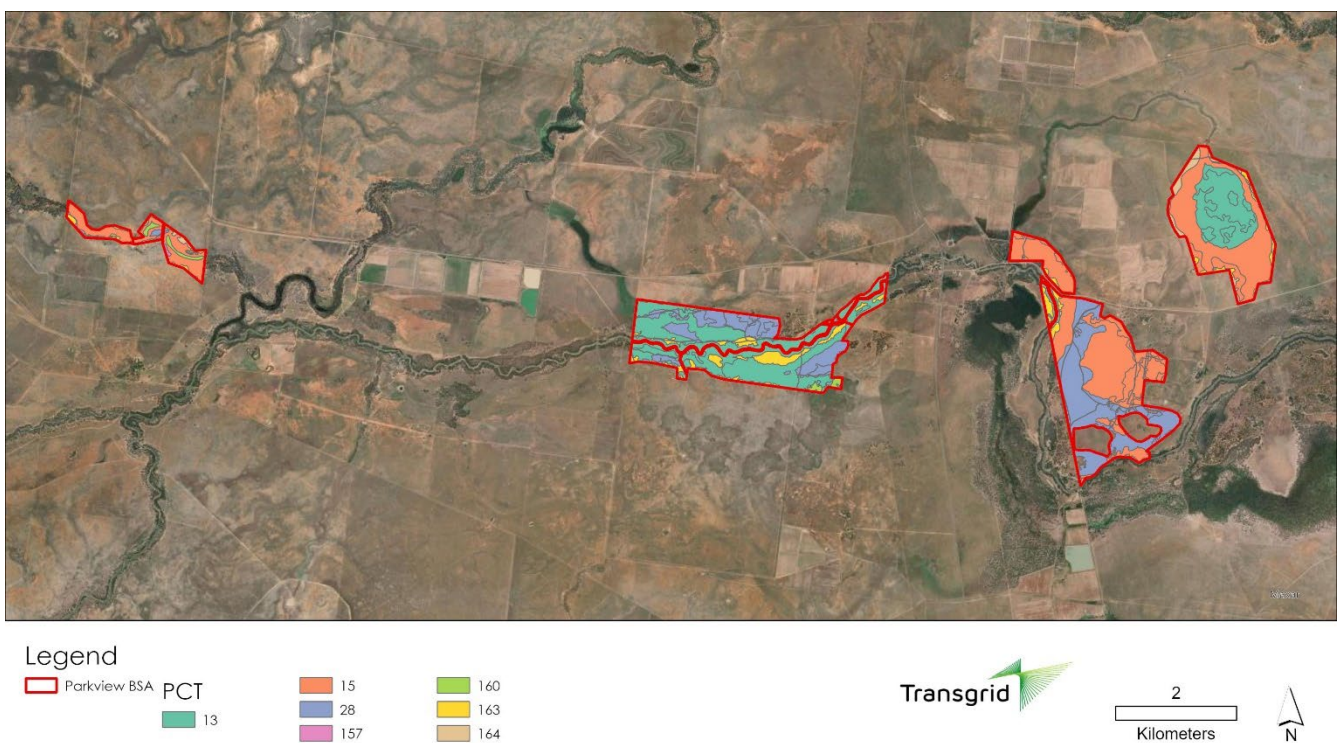 Legend
Parkview BSA
PCT
13
15
28
157
160
163
164
Transgrid
2
Kilometers
N